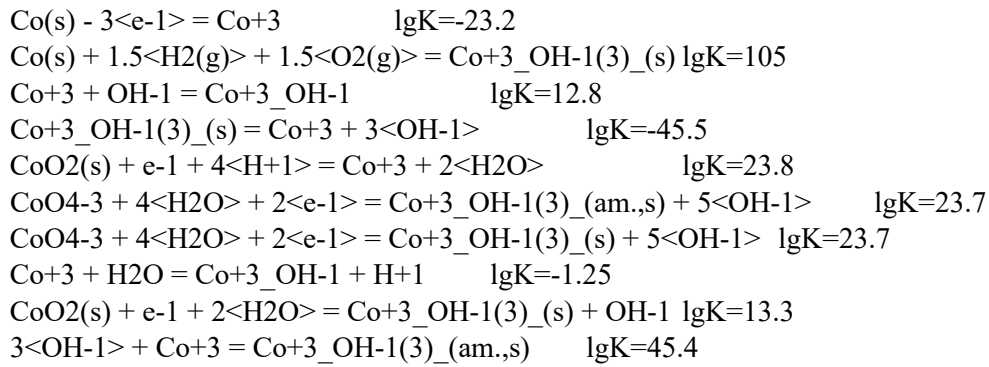 Co(s) - 3<e-1> = Co+3 lgK=-23.2
Co(s) + 1.5<H2(g)> + 1.5<O2(g)> = Co+3_OH-1(3)_(s) lgK=105
Co+3 + OH-1 = Co+3_OH-1 lgK=12.8
Co+3_OH-1(3)_(s) = Co+3 + 3<OH-1> lgK=-45.5
CoO2(s) + e-1 + 4<H+1> = Co+3 + 2<H2O> lgK=23.8
CoO4-3 + 4<H2O> + 2<e-1> = Co+3_OH-1(3)_(am.,s) + 5<OH-1> lgK=23.7
CoO4-3 + 4<H2O> + 2<e-1> = Co+3_OH-1(3)_(s) + 5<OH-1> lgK=23.7
Co+3 + H2O = Co+3_OH-1 + H+1 lgK=-1.25
CoO2(s) + e-1 + 2<H2O> = Co+3_OH-1(3)_(s) + OH-1 lgK=13.3
3<OH-1> + Co+3 = Co+3_OH-1(3)_(am.,s) lgK=45.4